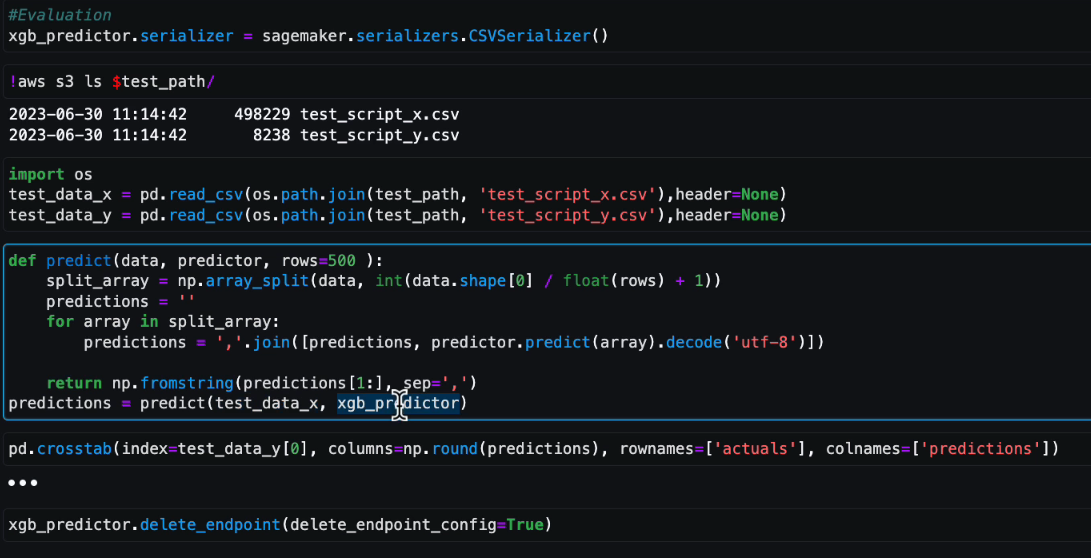 #Evaluation
xgb_predictor.serializer = sagemaker.serializers.CSVSerializer()
!aws s3 ls $test_path/
2023-06-30 11:14:42     498229 test_script_x.csv
2023-06-30 11:14:42       8238 test_script_y.csv
import os
test_data_x = pd.read_csv(os.path.join(test_path, 'test_script_x.csv'),header=None)
test_data_y = pd.read_csv(os.path.join(test_path, 'test_script_y.csv'),header=None)
def predict(data, predictor, rows=500 ):
    split_array = np.array_split(data, int(data.shape[0] / float(rows) + 1))
    predictions = ''
    for array in split_array:
        predictions = ','.join([predictions, predictor.predict(array).decode('utf-8')])
    return np.fromstring(predictions[1:], sep=',')
predictions = predict(test_data_x, xgb_predictor)
pd.crosstab(index=test_data_y[0], columns=np.round(predictions), rownames=['actuals'], colnames=['predictions'])
•••
xgb_predictor.delete_endpoint(delete_endpoint_config=True)